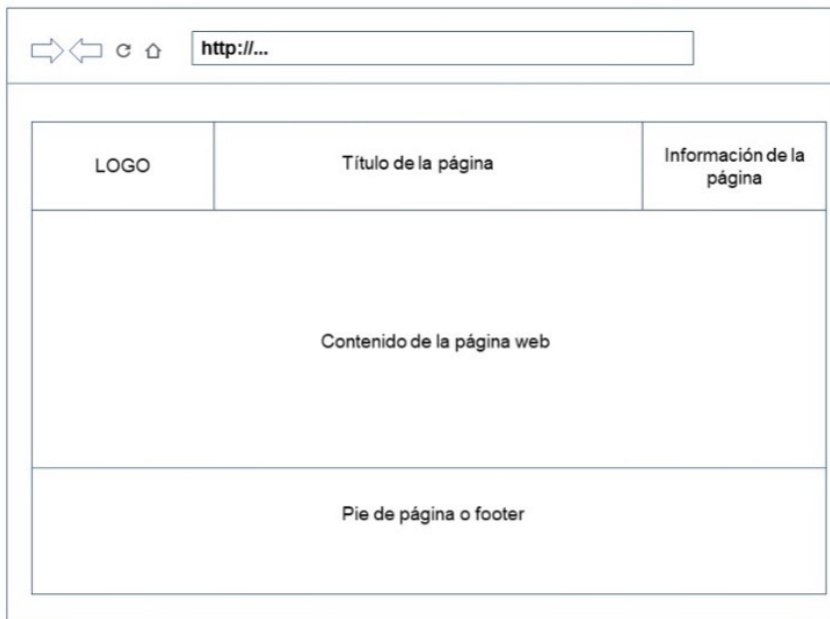 http://...
LOGO
Título de la página
Información de la
página
Contenido de la página web
Pie de página o footer